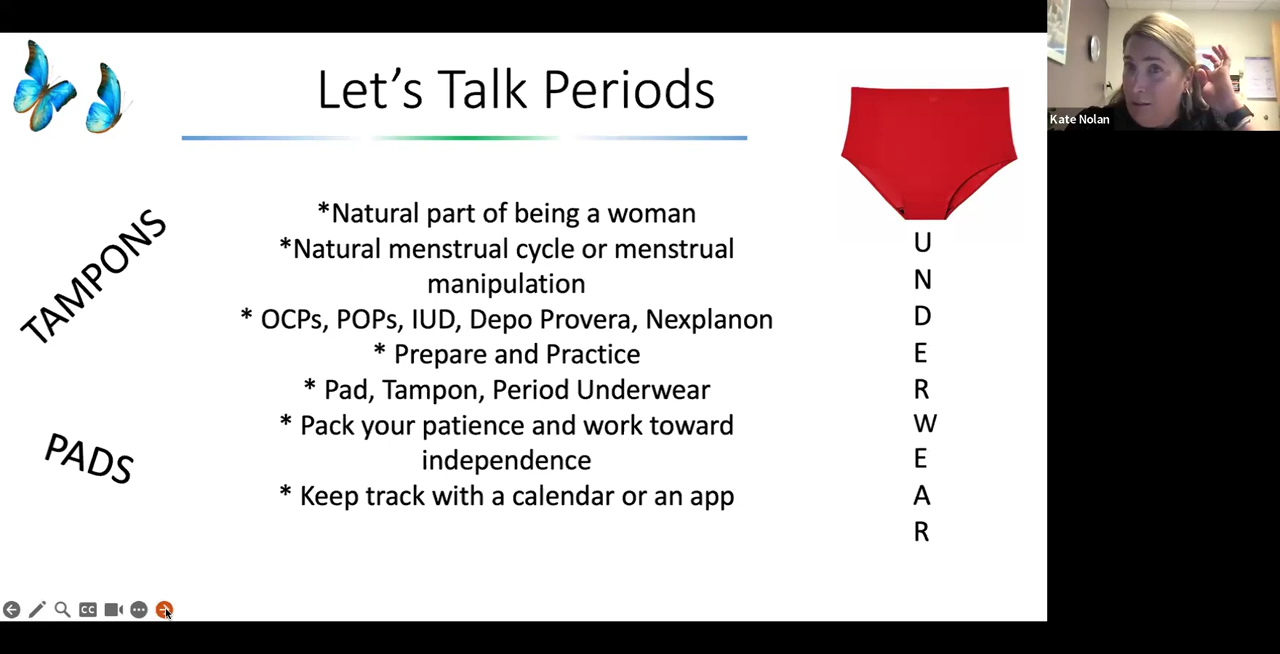 Let's Talk Periods
Kate Nolan
TAMPONS
*Natural part of being a woman
*Natural menstrual cycle or menstrual
manipulation
* OCPs, POPs, IUD, Depo Provera, Nexplanon
* Prepare and Practice
* Pad, Tampon, Period Underwear
* Pack your patience and work toward
independence
* Keep track with a calendar or an app
PADS
U
N
D
E
R
W
E
A
R
CC